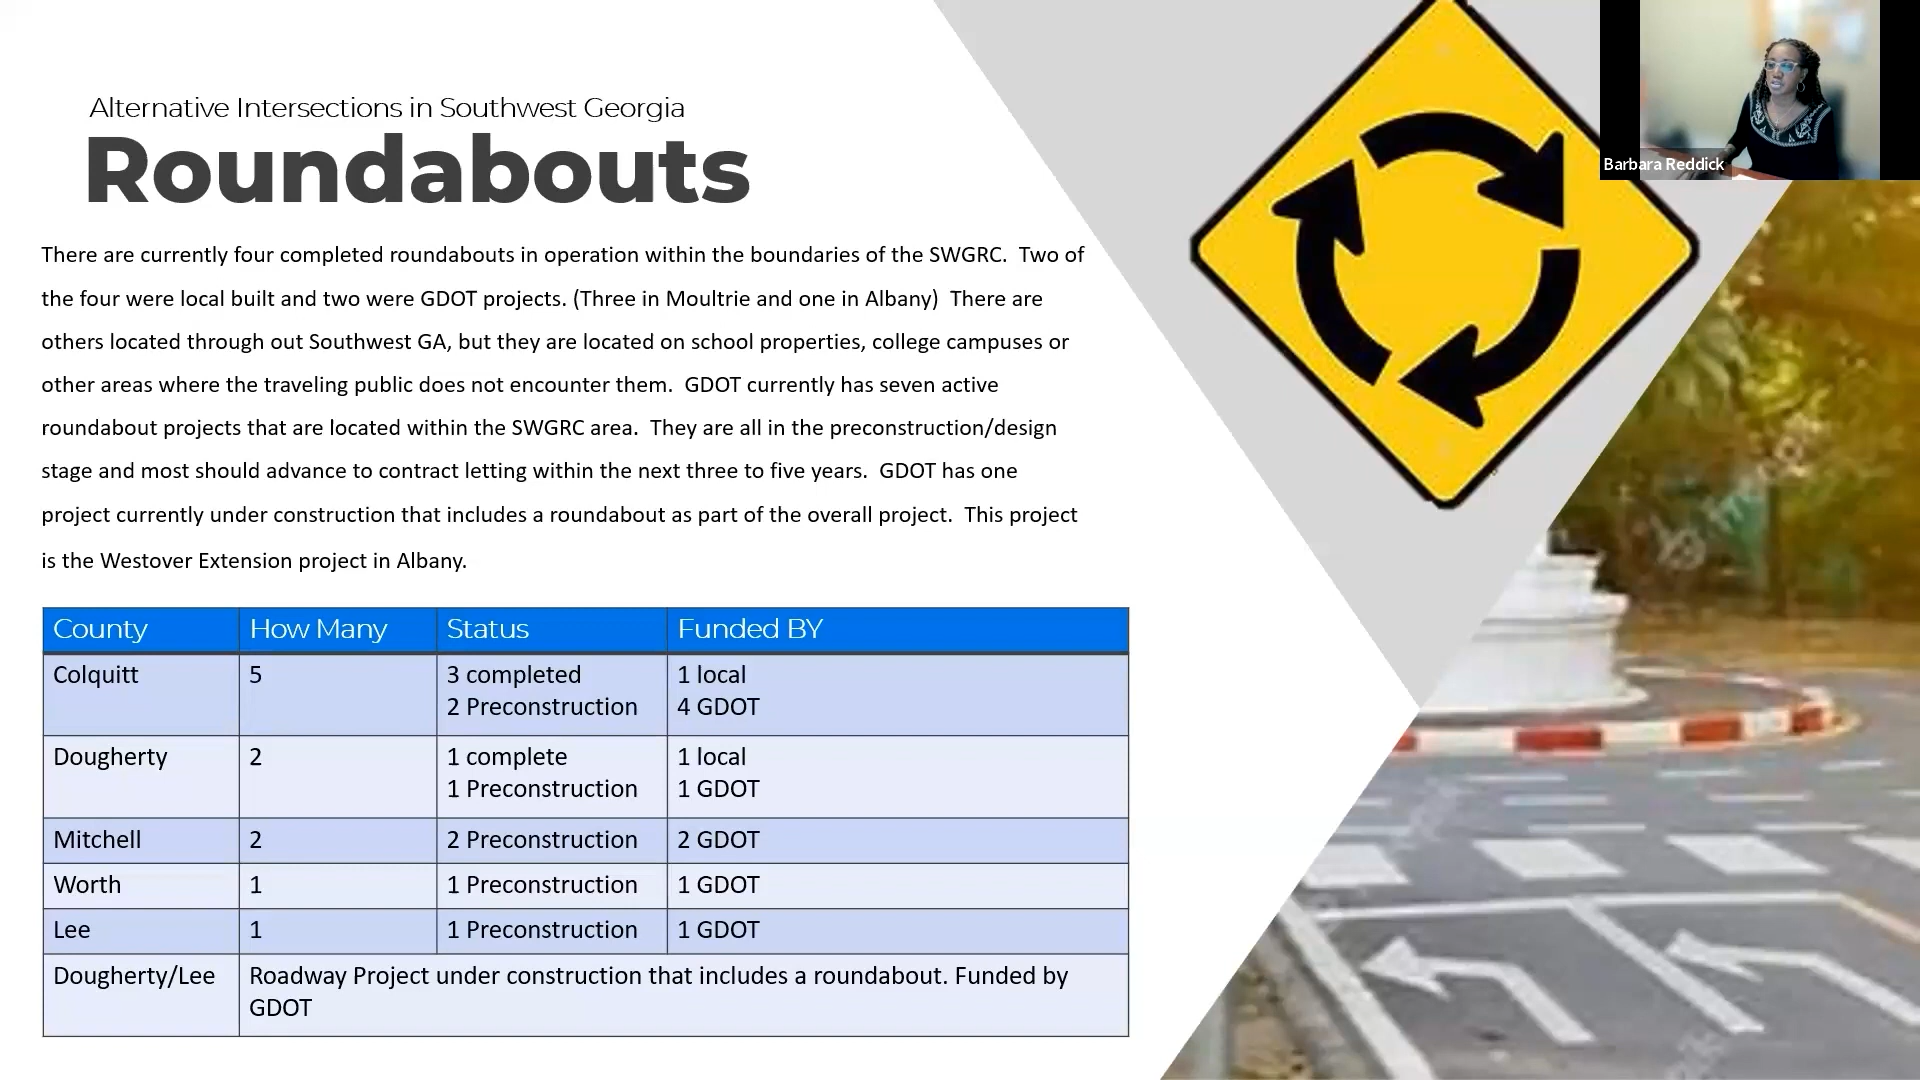 Alternative Intersections in Southwest Georgia
Roundabouts
Barbara Reddick
There are currently four completed roundabouts in operation within the boundaries of the SWGRC.  Two of
the four were local built and two were GDOT projects. (Three in Moultrie and one in Albany)  There are
others located through out Southwest GA, but they are located on school properties, college campuses or
other areas where the traveling public does not encounter them.  GDOT currently has seven active
roundabout projects that are located within the SWGRC area.  They are all in the preconstruction/design
stage and most should advance to contract letting within the next three to five years.  GDOT has one
project currently under construction that includes a roundabout as part of the overall project.  This project
is the Westover Extension project in Albany.
County How Many Status Funded BY
Colquitt 5 3 completed 1 local
2 Preconstruction 4 GDOT
Dougherty 2 1 complete 1 local
1 Preconstruction 1 GDOT
Mitchell 2 2 Preconstruction 2 GDOT
Worth 1 1 Preconstruction 1 GDOT
Lee 1 1 Preconstruction 1 GDOT
Dougherty/Lee Roadway Project under construction that includes a roundabout. Funded by
GDOT